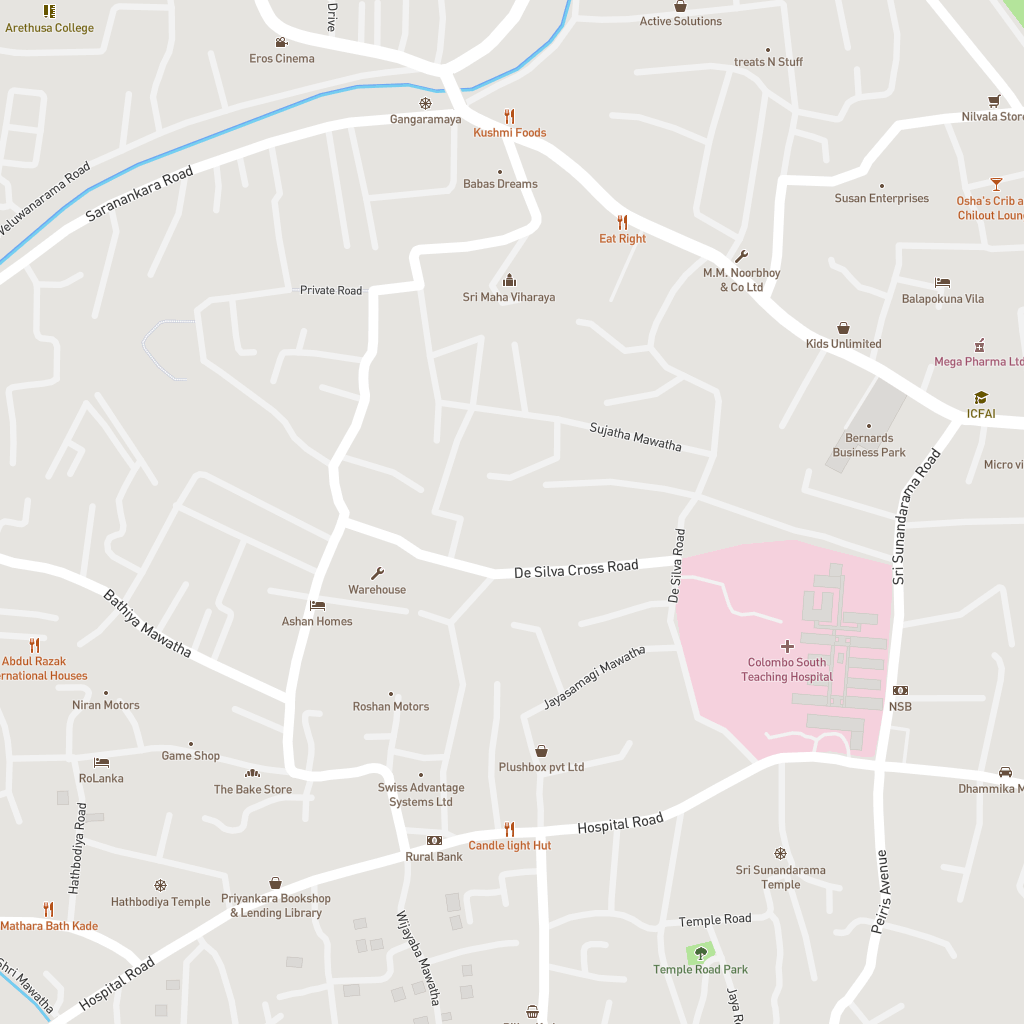 Arethusa College
Drive
Active Solutions
Eros Cinema
treats N Stuff
Gangaramaya
Kushmi Foods
Nilvala Store
Babas Dreams
Veluwanarama Road
Saranankara Road
Susan Enterprises
Osha's Crib a
Chilout Loun
Eat Right
M.M. Noorbhoy
& Co Ltd
Private Road
Sri Maha Viharaya
Balapokuna Vila
Kids Unlimited
Mega Pharma Ltd
ICFAI
Sujatha Mawatha
Bernards
Business Park
Micro vi
Sri Sunandarama Road
De Silva Cross Road
De Silva Road
Warehouse
Ashan Homes
Bathiya Mawatha
Abdul Razak
ernational Houses
Colombo South
Teaching Hospital
Jayasamagi Mawatha
Niran Motors
Roshan Motors
NSB
Game Shop
Plushbox pvt Ltd
RoLanka
The Bake Store
Swiss Advantage
Systems Ltd
Dhammika M
Hathbodiya Road
Hospital Road
Candle light Hut
Rural Bank
Sri Sunandarama
Temple
Hathbodiya Temple
Priyankara Bookshop
& Lending Library
Peiris Avenue
Mathara Bath Kade
Wijayaba Mawatha
Temple Road
Temple Road Park
Shri Mawatha
Hospital Road